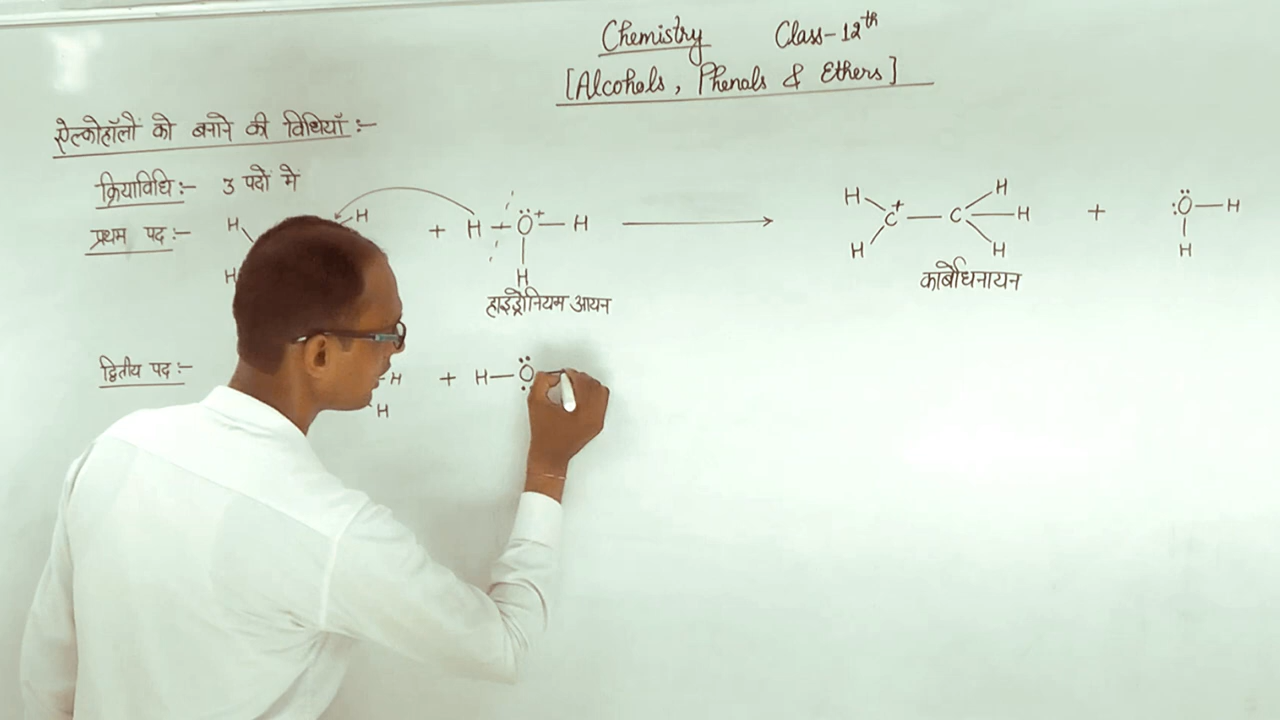 Chemistry Class-12th
[Alcohols, Phenols & Ethers]
ऐल्कोहॉलों को बनाने की विधियाँ :-
क्रियाविधि :- 3 पदों में
प्रथम पद :-
H H + H - Ö⁺ - H → H C⁺ - C H H + :Ö - H
H H H H H
हाइड्रोनियम आयन कार्बोधनायन
द्वितीय पद :- H + H - Ö
H